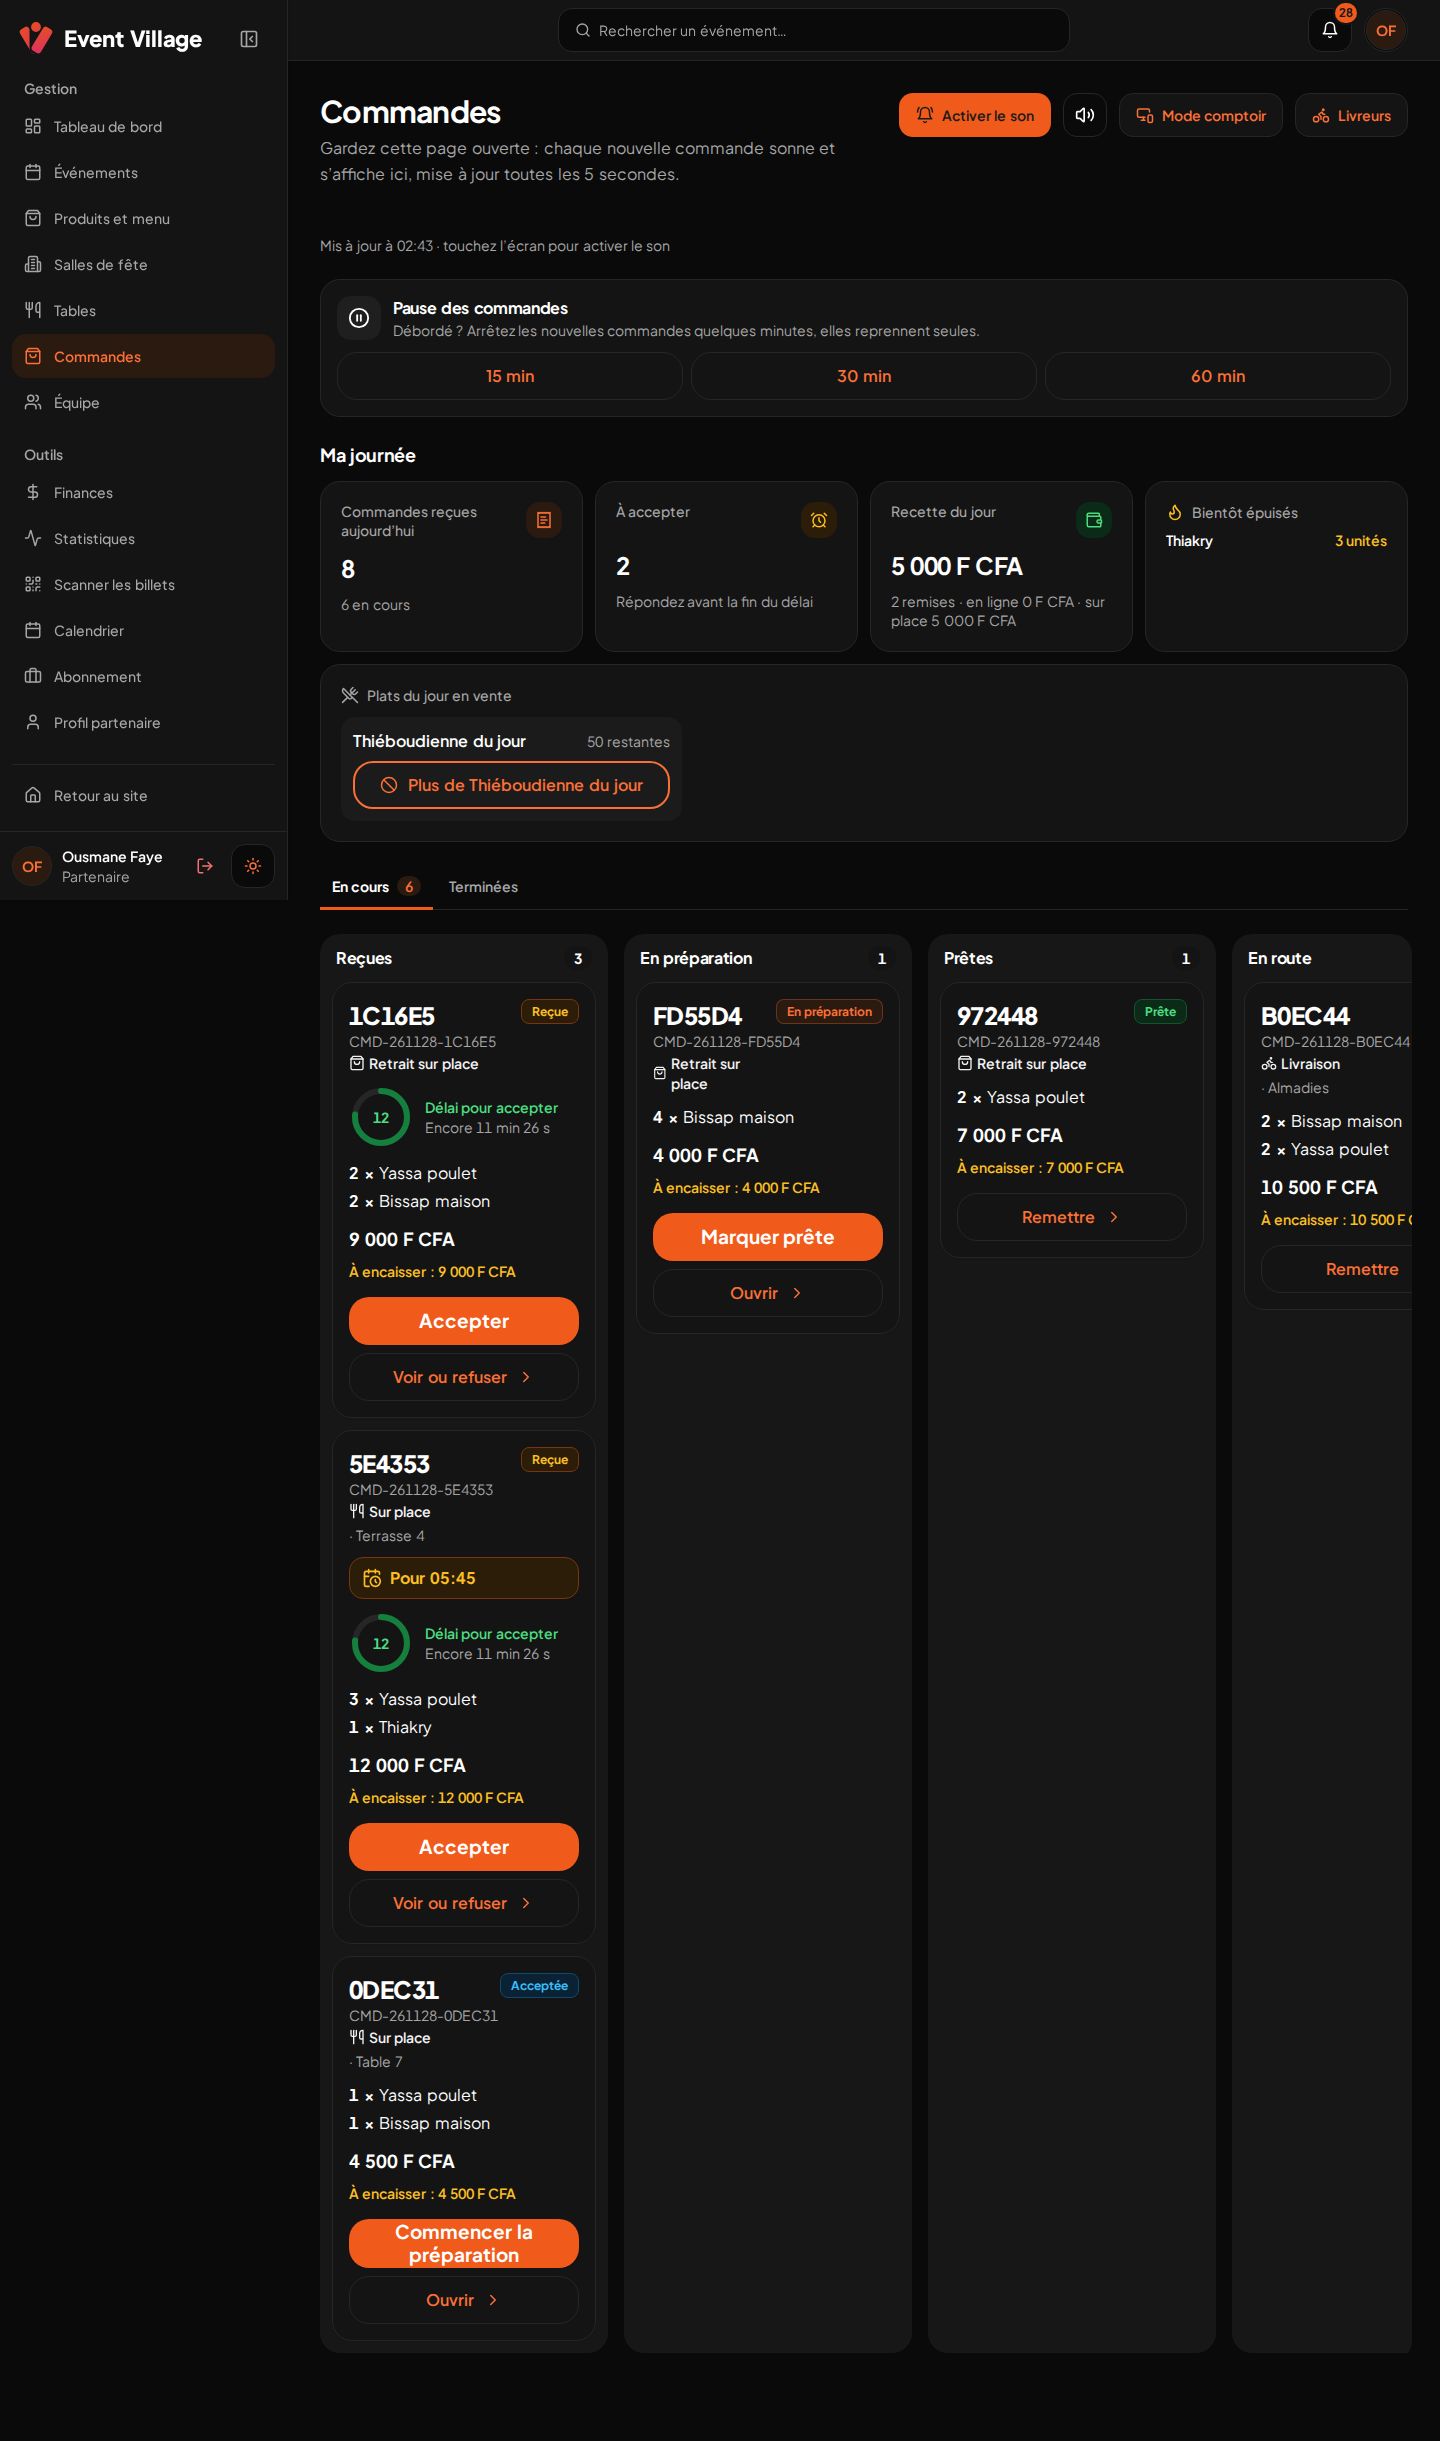 Event Village
Gestion
Tableau de bord
Événements
Produits et menu
Salles de fête
Tables
Commandes
Équipe
Outils
Finances
Statistiques
Scanner les billets
Calendrier
Abonnement
Profil partenaire
Retour au site
OF
Ousmane Faye
Partenaire
Rechercher un événement...
28
OF
Commandes
Gardez cette page ouverte : chaque nouvelle commande sonne et
s’affiche ici, mise à jour toutes les 5 secondes.
Activer le son
Mode comptoir
Livreurs
Mis à jour à 02:43 · touchez l’écran pour activer le son
Pause des commandes
Débordé ? Arrêtez les nouvelles commandes quelques minutes, elles reprennent seules.
15 min
30 min
60 min
Ma journée
Commandes reçues
aujourd’hui
8
6 en cours
À accepter
2
Répondez avant la fin du délai
Recette du jour
5 000 F CFA
2 remises · en ligne 0 F CFA · sur
place 5 000 F CFA
Bientôt épuisés
Thiakry 3 unités
Plats du jour en vente
Thiéboudienne du jour 50 restantes
Plus de Thiéboudienne du jour
En cours 6
Terminées
Reçues 3
1C16E5 Reçue
CMD-261128-1C16E5
Retrait sur place
12
Délai pour accepter
Encore 11 min 26 s
2 × Yassa poulet
2 × Bissap maison
9 000 F CFA
À encaisser : 9 000 F CFA
Accepter
Voir ou refuser
5E4353 Reçue
CMD-261128-5E4353
Sur place
· Terrasse 4
Pour 05:45
12
Délai pour accepter
Encore 11 min 26 s
3 × Yassa poulet
1 × Thiakry
12 000 F CFA
À encaisser : 12 000 F CFA
Accepter
Voir ou refuser
0DEC31 Acceptée
CMD-261128-0DEC31
Sur place
· Table 7
1 × Yassa poulet
1 × Bissap maison
4 500 F CFA
À encaisser : 4 500 F CFA
Commencer la
préparation
Ouvrir
En préparation 1
FD55D4 En préparation
CMD-261128-FD55D4
Retrait sur
place
4 × Bissap maison
4 000 F CFA
À encaisser : 4 000 F CFA
Marquer prête
Ouvrir
Prêtes 1
972448 Prête
CMD-261128-972448
Retrait sur place
2 × Yassa poulet
7 000 F CFA
À encaisser : 7 000 F CFA
Remettre
En route
B0EC44
CMD-261128-B0EC44
Livraison
· Almadies
2 × Bissap maison
2 × Yassa poulet
10 500 F CFA
À encaisser : 10 500 F
Remettre